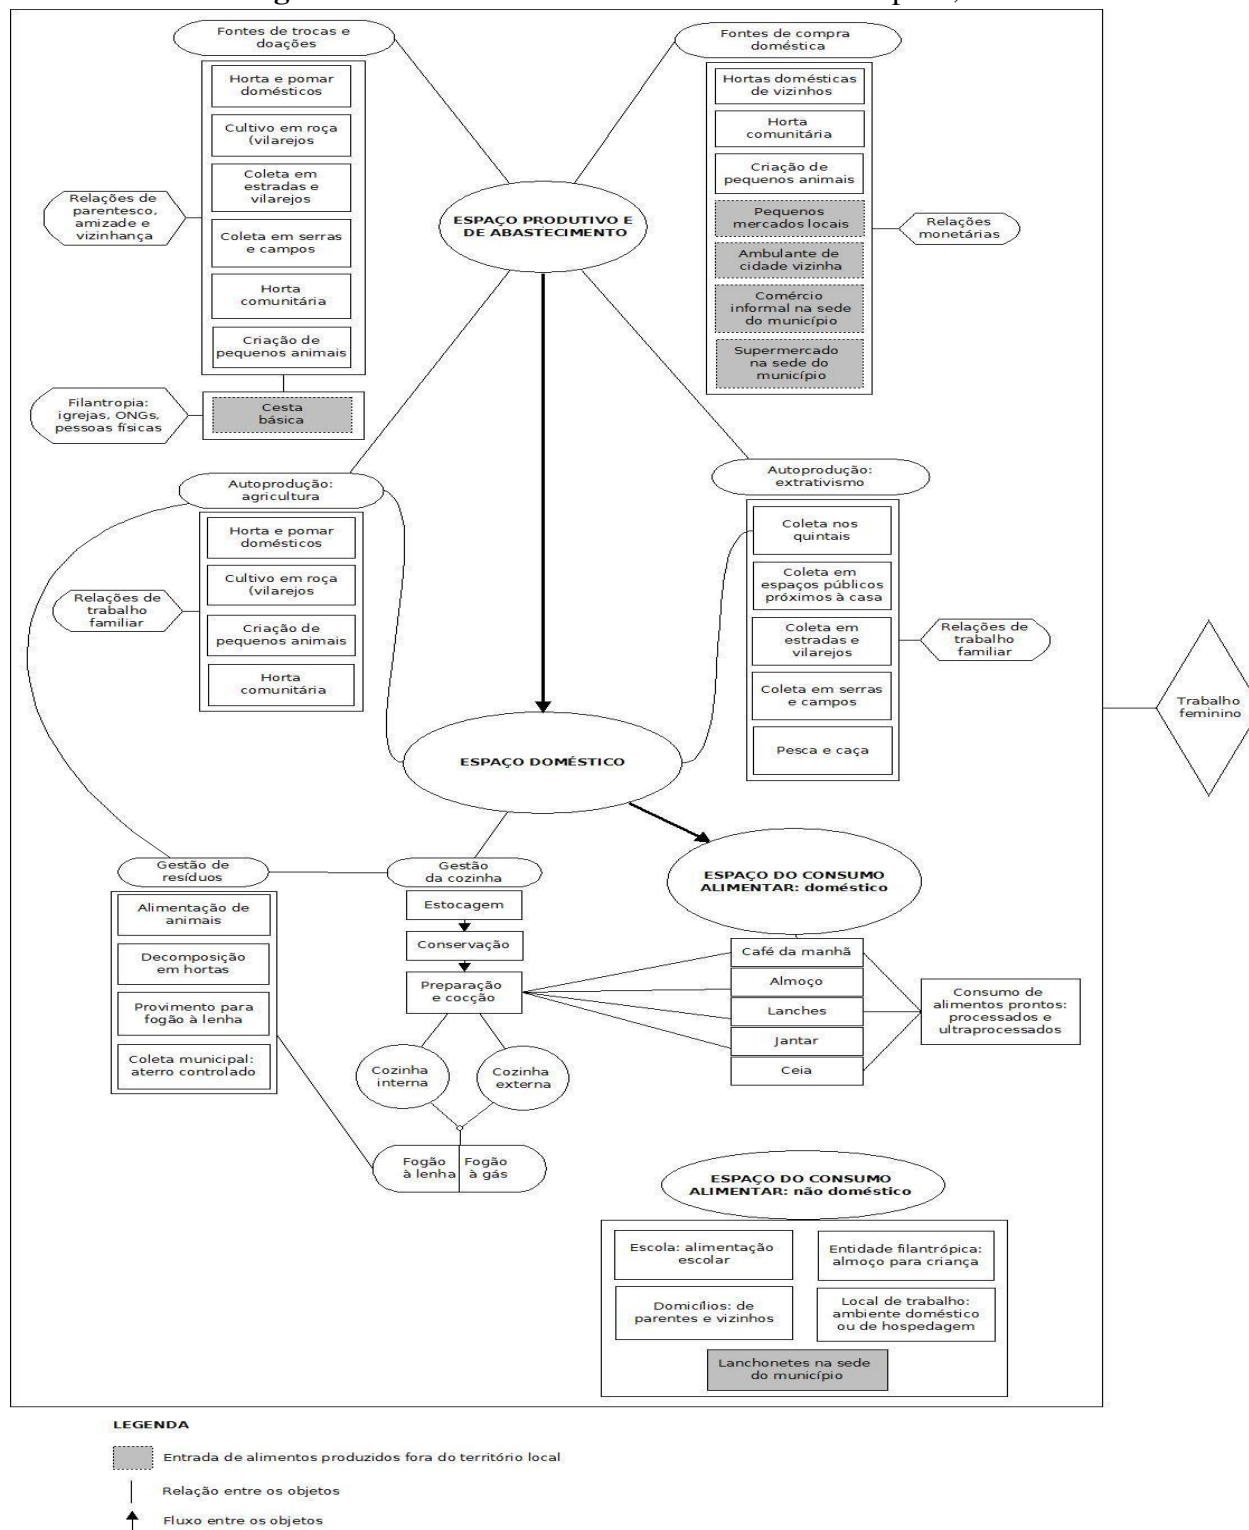 Fontes de trocas e
doações
Horta e pomar
domésticos
Cultivo em roça
(vilarejos
Coleta em
estradas e
vilarejos
Coleta em serras
e campos
Horta
comunitária
Criação de
pequenos animais
Relações de
parentesco,
amizade e
vizinhança
Filantropia:
igrejas, ONGs,
pessoas físicas
Cesta
básica
Fontes de compra
doméstica
Hortas domésticas
de vizinhos
Horta
comunitária
Criação de
pequenos animais
Pequenos
mercados locais
Ambulante de
cidade vizinha
Comércio
informal na sede
do município
Supermercado
na sede do
município
Relações
monetárias
ESPAÇO PRODUTIVO E
DE ABASTECIMENTO
Autoprodução:
agricultura
Horta e pomar
domésticos
Cultivo em roça
(vilarejos
Criação de
pequenos animais
Horta
comunitária
Relações de
trabalho
familiar
Autoprodução:
extrativismo
Coleta nos
quintais
Coleta em
espaços públicos
próximos à casa
Coleta em
estradas e
vilarejos
Coleta em serras
e campos
Pesca e caça
Relações de
trabalho
familiar
Trabalho
feminino
ESPAÇO DOMÉSTICO
Gestão de
resíduos
Alimentação de
animais
Decomposição
em hortas
Provimento para
fogão à lenha
Coleta municipal:
aterro controlado
Gestão
da cozinha
Estocagem
Conservação
Preparação
e cocção
Cozinha
interna
Cozinha
externa
Fogão
à lenha
Fogão
à gás
ESPAÇO DO CONSUMO
ALIMENTAR: doméstico
Café da manhã
Almoço
Lanches
Jantar
Ceia
Consumo de
alimentos prontos:
processados e
ultraprocessados
ESPAÇO DO CONSUMO
ALIMENTAR: não doméstico
Escola: alimentação
escolar
Entidade filantrópica:
almoço para criança
Domicílios: de
parentes e vizinhos
Local de trabalho:
ambiente doméstico
ou de hospedagem
Lanchonetes na sede
do município
LEGENDA
Entrada de alimentos produzidos fora do território local
Relação entre os objetos
Fluxo entre os objetos